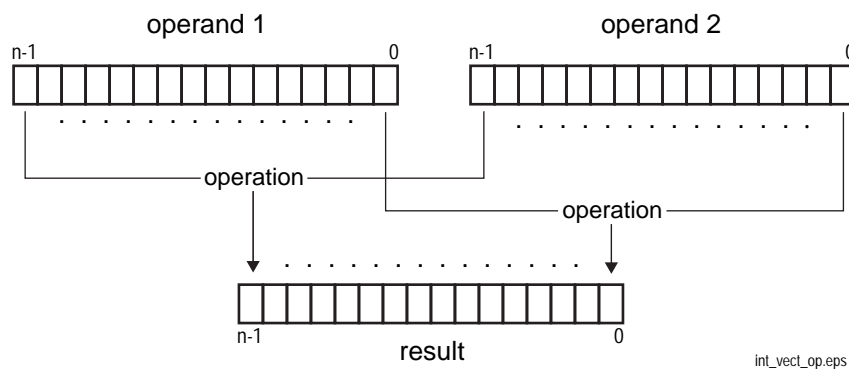 operand 1
operand 2
n-1
0
n-1
0
. . . . . . . . . . . . . .
. . . . . . . . . . . . . .
operation
operation
. . . . . . . . . . . . . .
n-1
0
result
int_vect_op.eps